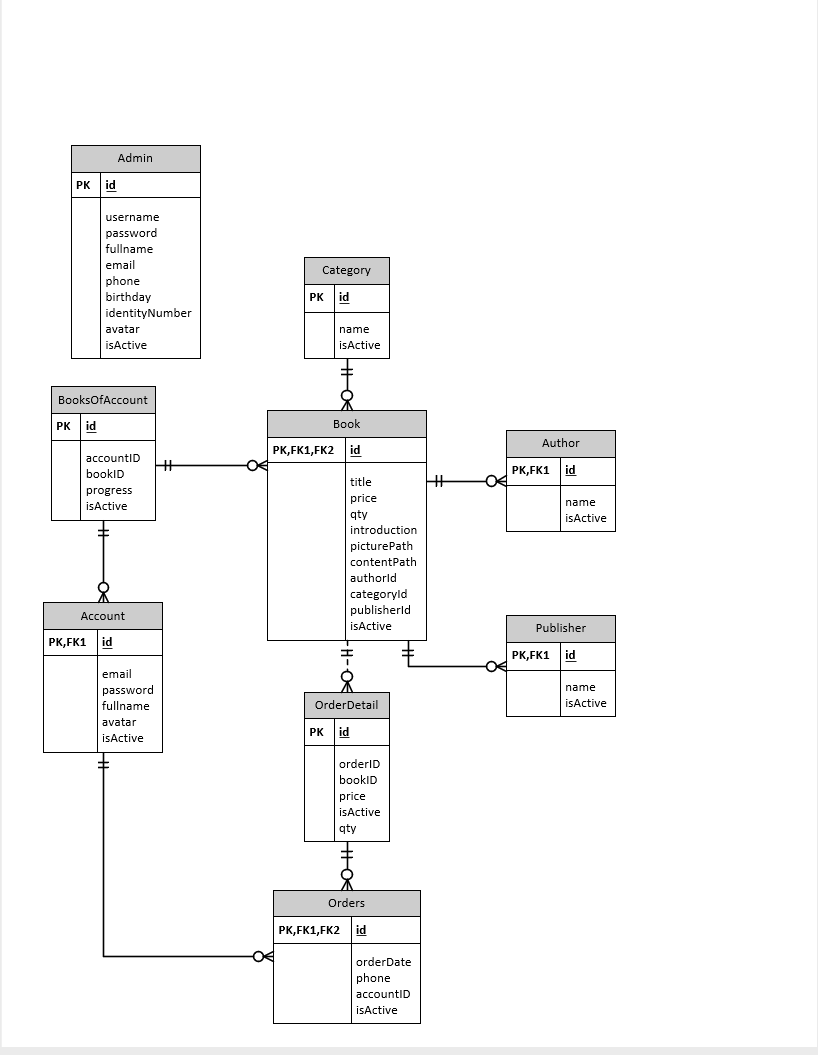 Admin
PK id
username
password
fullname
email
phone
birthday
identityNumber
avatar
isActive
Category
PK id
name
isActive
BooksOfAccount
PK id
accountID
bookID
progress
isActive
Book
PK,FK1,FK2 id
title
price
qty
introduction
picturePath
contentPath
authorId
categoryId
publisherId
isActive
Author
PK,FK1 id
name
isActive
Account
PK,FK1 id
email
password
fullname
avatar
isActive
Publisher
PK,FK1 id
name
isActive
OrderDetail
PK id
orderID
bookID
price
isActive
qty
Orders
PK,FK1,FK2 id
orderDate
phone
accountID
isActive